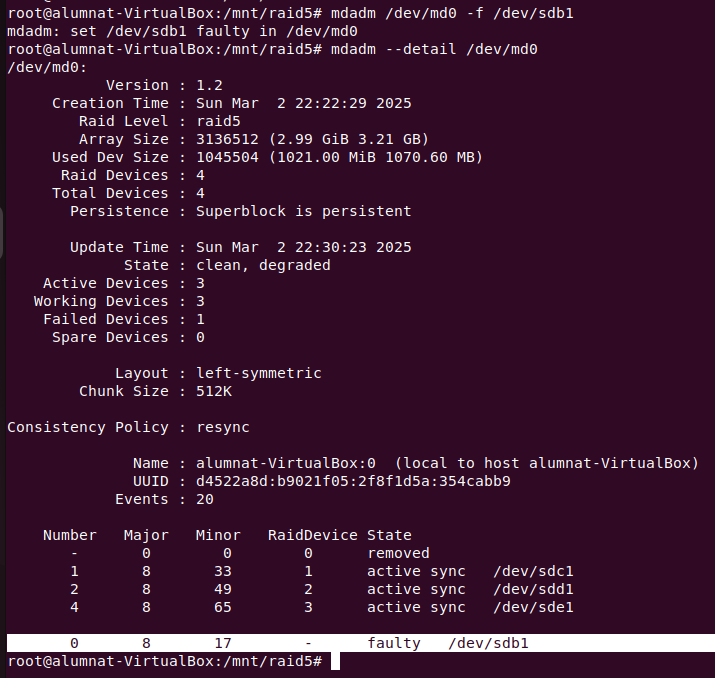 root@alumnat-VirtualBox:/mnt/raid5# mdadm /dev/md0 -f /dev/sdb1
mdadm: set /dev/sdb1 faulty in /dev/md0
root@alumnat-VirtualBox:/mnt/raid5# mdadm --detail /dev/md0
/dev/md0:
           Version : 1.2
     Creation Time : Sun Mar  2 22:22:29 2025
        Raid Level : raid5
        Array Size : 3136512 (2.99 GiB 3.21 GB)
     Used Dev Size : 1045504 (1021.00 MiB 1070.60 MB)
      Raid Devices : 4
     Total Devices : 4
       Persistence : Superblock is persistent

       Update Time : Sun Mar  2 22:30:23 2025
             State : clean, degraded
    Active Devices : 3
   Working Devices : 3
    Failed Devices : 1
     Spare Devices : 0

            Layout : left-symmetric
        Chunk Size : 512K

Consistency Policy : resync

              Name : alumnat-VirtualBox:0  (local to host alumnat-VirtualBox)
              UUID : d4522a8d:b9021f05:2f8f1d5a:354cabb9
            Events : 20

    Number   Major   Minor   RaidDevice State
       -       0        0        0      removed
       1       8       33        1      active sync   /dev/sdc1
       2       8       49        2      active sync   /dev/sdd1
       4       8       65        3      active sync   /dev/sde1

       0       8       17        -      faulty   /dev/sdb1
root@alumnat-VirtualBox:/mnt/raid5#